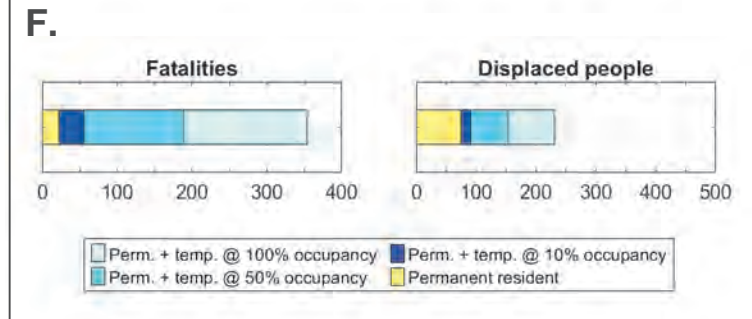 F.
Fatalities
Displaced people
0 100 200 300 400
0 100 200 300 400 500
Perm. + temp. @ 100% occupancy
Perm. + temp. @ 10% occupancy
Perm. + temp. @ 50% occupancy
Permanent resident